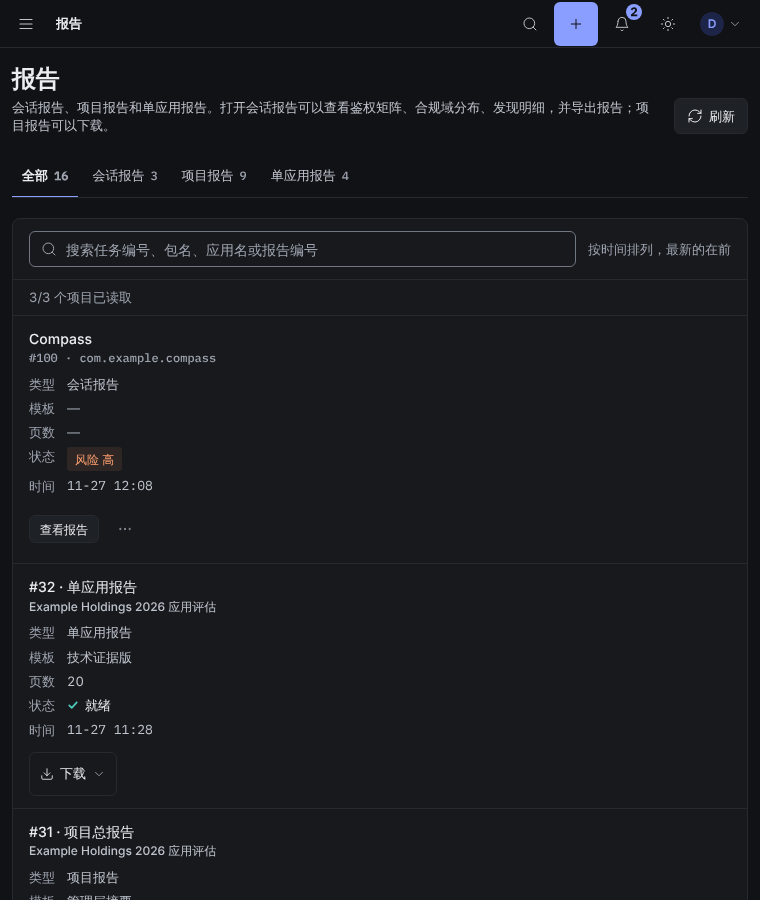 报告
2
D
报告
会话报告、项目报告和单应用报告。打开会话报告可以查看鉴权矩阵、合规域分布、发现明细，并导出报告；项
目报告可以下载。
刷新
全部 16 会话报告 3 项目报告 9 单应用报告 4
搜索任务编号、包名、应用名或报告编号
按时间排列，最新的在前
3/3 个项目已读取
Compass
#100 · com.example.compass
类型 会话报告
模板 —
页数 —
状态 风险 高
时间 11-27 12:08
查看报告 ···
#32 · 单应用报告
Example Holdings 2026 应用评估
类型 单应用报告
模板 技术证据版
页数 20
状态 就绪
时间 11-27 11:28
下载
#31 · 项目总报告
Example Holdings 2026 应用评估
类型 项目报告
模板 管理层摘要